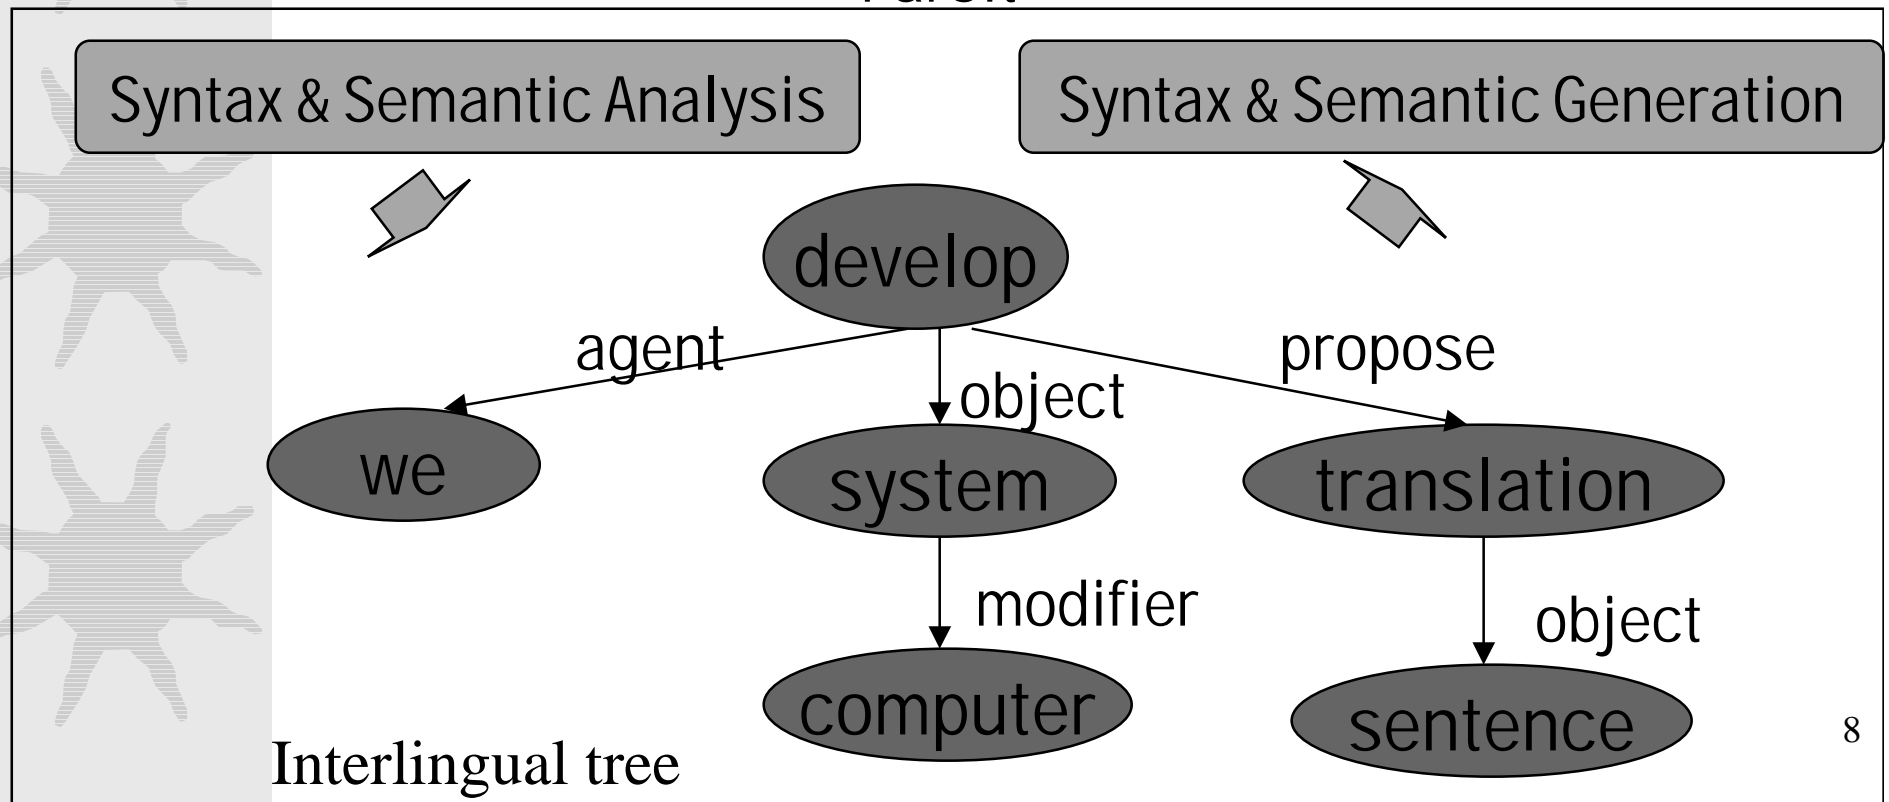 Syntax & Semantic Analysis
Syntax & Semantic Generation
develop
agent
propose
object
we
system
translation
modifier
object
computer
sentence
8
Interlingual tree